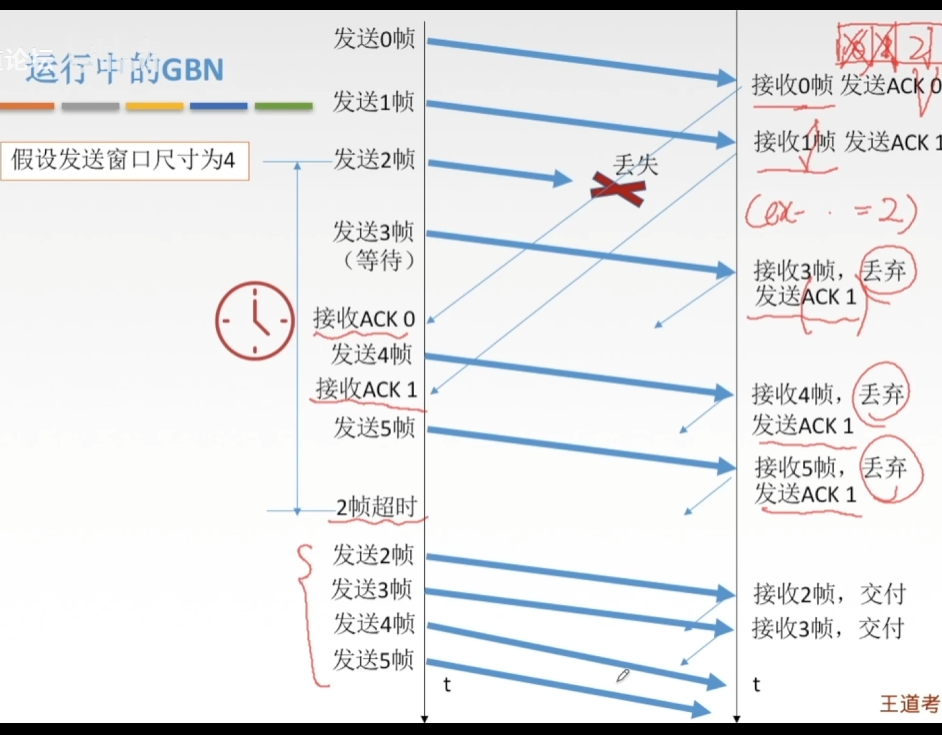 论坛
运行中的GBN
假设发送窗口尺寸为4
发送0帧
发送1帧
发送2帧
丢失
发送3帧
（等待）
接收ACK 0
发送4帧
接收ACK 1
发送5帧
2帧超时
发送2帧
发送3帧
发送4帧
发送5帧
t
2
接收0帧 发送ACK 0
接收1帧 发送ACK 1
(ex- · · = 2)
接收3帧，丢弃
发送ACK 1
接收4帧，丢弃
发送ACK 1
接收5帧，丢弃
发送ACK 1
接收2帧，交付
接收3帧，交付
t
王道考